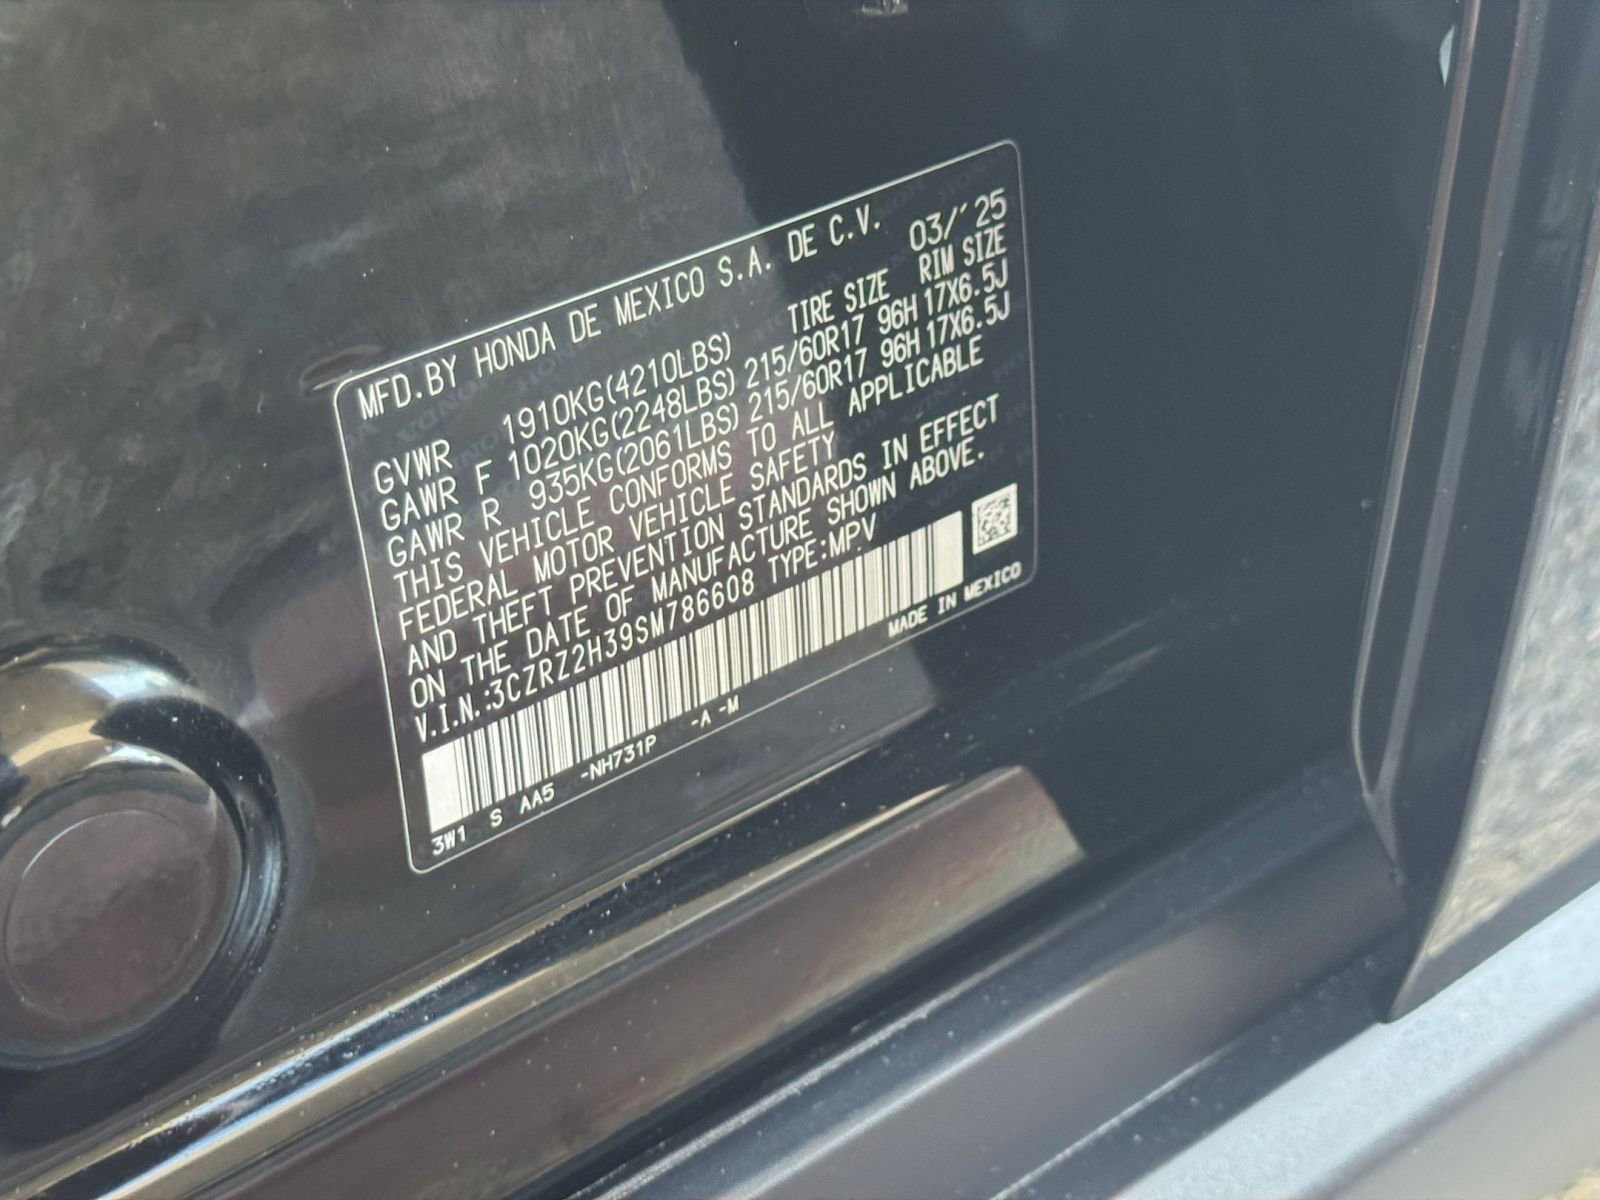 MFD.BY HONDA DE MEXICO S.A. DE C.V. 03/'25
TIRE SIZE RIM SIZE
GVWR 1910KG(4210LBS)
GAWR F 1020KG(2248LBS) 215/60R17 96H 17X6.5J
GAWR R 935KG(2061LBS) 215/60R17 96H 17X6.5J
THIS VEHICLE CONFORMS TO ALL APPLICABLE
FEDERAL MOTOR VEHICLE SAFETY
AND THEFT PREVENTION STANDARDS IN EFFECT
ON THE DATE OF MANUFACTURE SHOWN ABOVE.
V.I.N.:3CZRZ2H39SM786608 TYPE:MPV
MADE IN MEXICO
3W1 S AA5 -NH731P -A -M